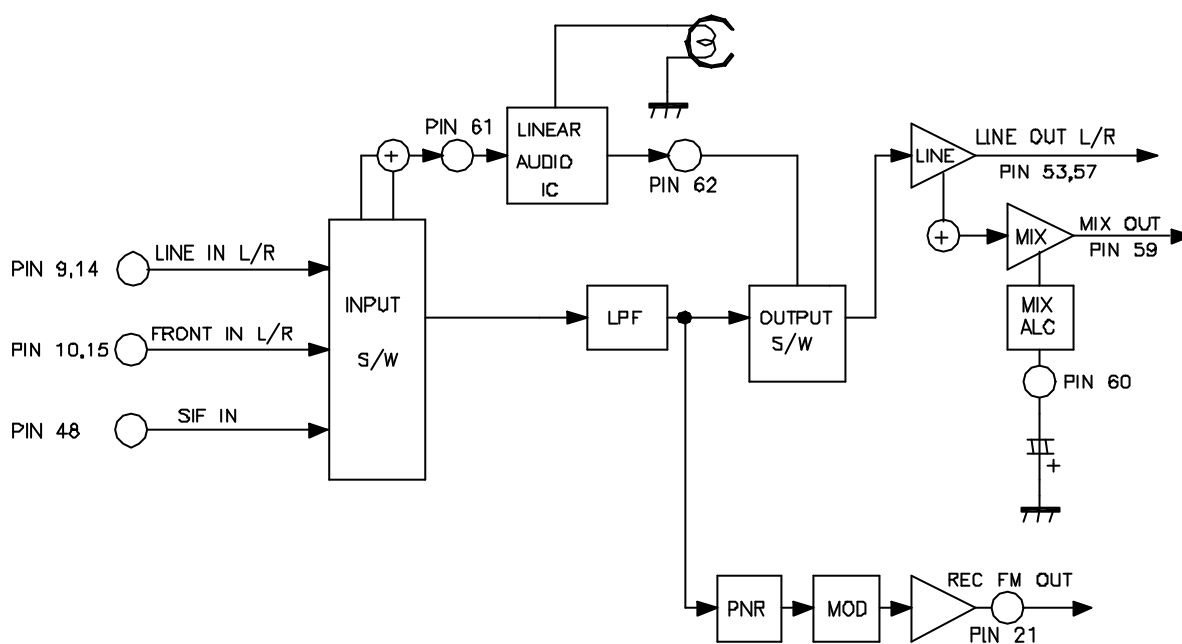 PIN 61
LINEAR
AUDIO
IC
PIN 62
LINE
LINE OUT L/R
PIN 53,57
MIX
MIX OUT
PIN 59
PIN 9,14
LINE IN L/R
INPUT
S/W
LPF
OUTPUT
S/W
MIX
ALC
PIN 10,15
FRONT IN L/R
PIN 60
PIN 48
SIF IN
+
+
+
PNR
MOD
REC FM OUT
PIN 21